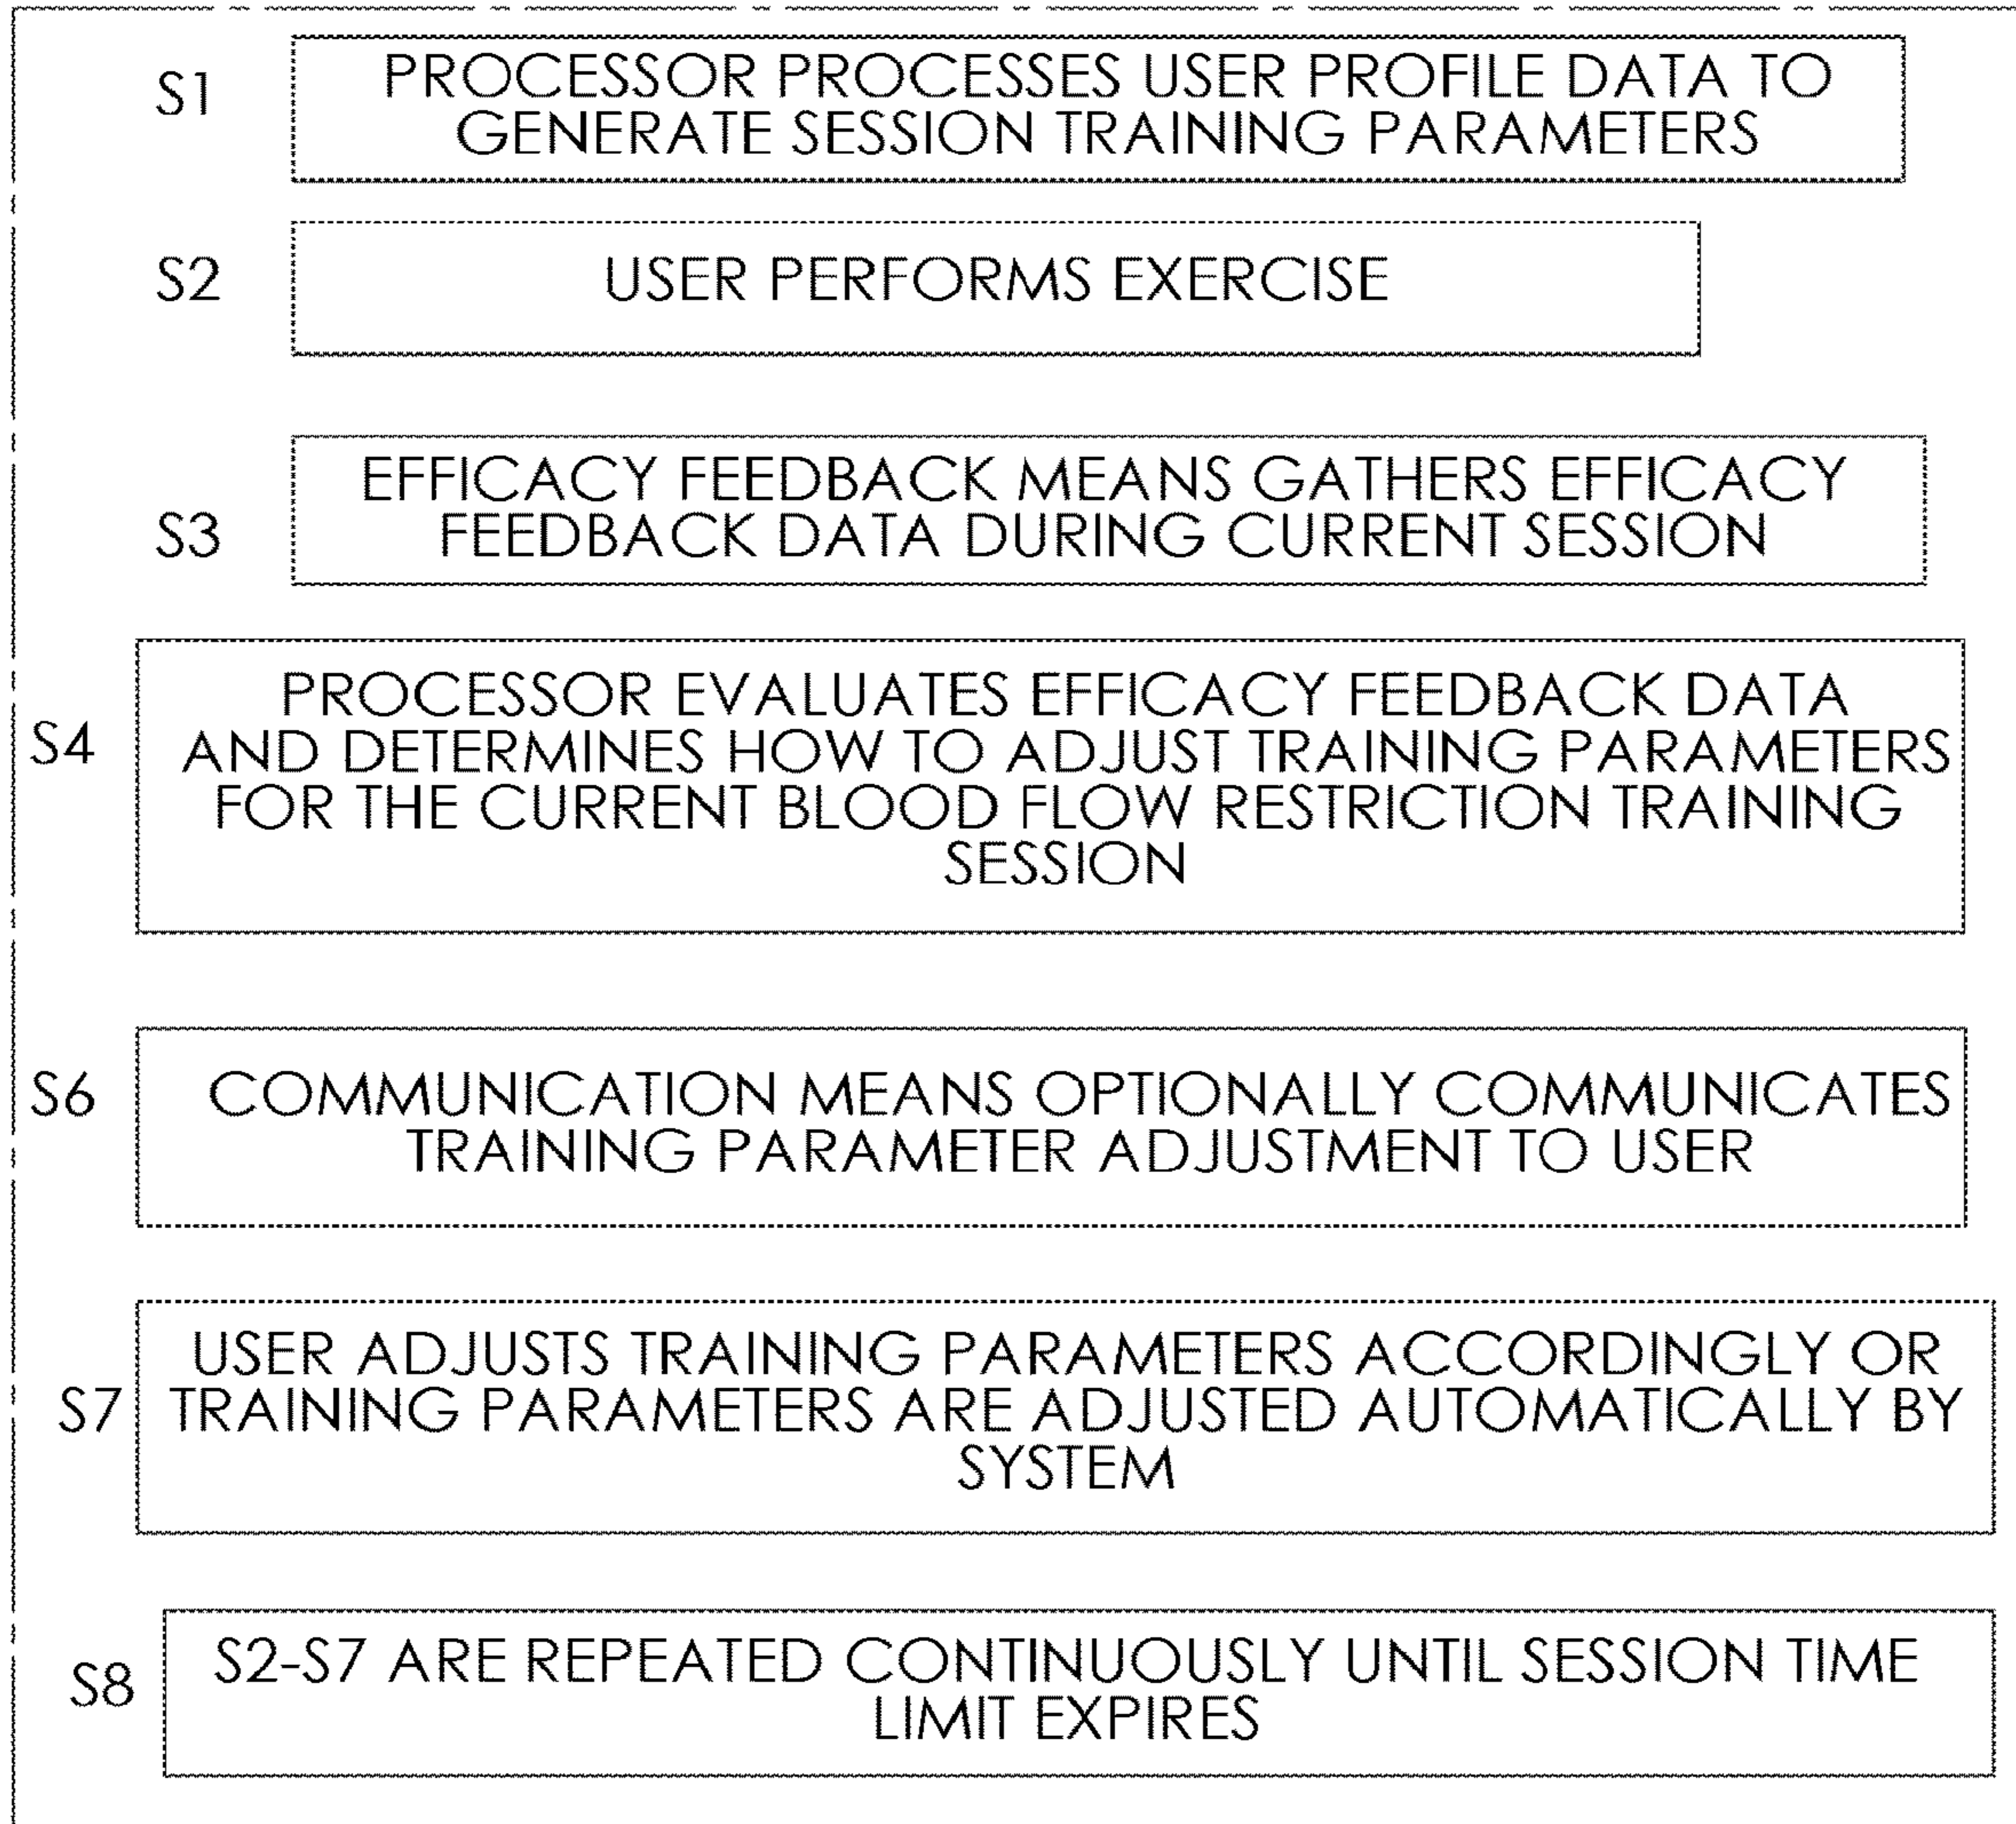 S1
PROCESSOR PROCESSES USER PROFILE DATA TO
GENERATE SESSION TRAINING PARAMETERS
S2
USER PERFORMS EXERCISE
S3
EFFICACY FEEDBACK MEANS GATHERS EFFICACY
FEEDBACK DATA DURING CURRENT SESSION
S4
PROCESSOR EVALUATES EFFICACY FEEDBACK DATA
AND DETERMINES HOW TO ADJUST TRAINING PARAMETERS
FOR THE CURRENT BLOOD FLOW RESTRICTION TRAINING
SESSION
S6
COMMUNICATION MEANS OPTIONALLY COMMUNICATES
TRAINING PARAMETER ADJUSTMENT TO USER
S7
USER ADJUSTS TRAINING PARAMETERS ACCORDINGLY OR
TRAINING PARAMETERS ARE ADJUSTED AUTOMATICALLY BY
SYSTEM
S8
S2-S7 ARE REPEATED CONTINUOUSLY UNTIL SESSION TIME
LIMIT EXPIRES